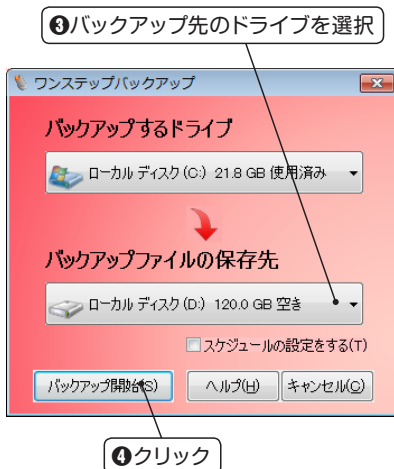 ❸バックアップ先のドライブを選択
ワンステップバックアップ
バックアップするドライブ
ローカル ディスク (C:) 21.8 GB 使用済み
バックアップファイルの保存先
ローカル ディスク (D:) 120.0 GB 空き
スケジュールの設定をする(T)
バックアップ開始(S) ヘルプ(H) キャンセル(C)
❹クリック